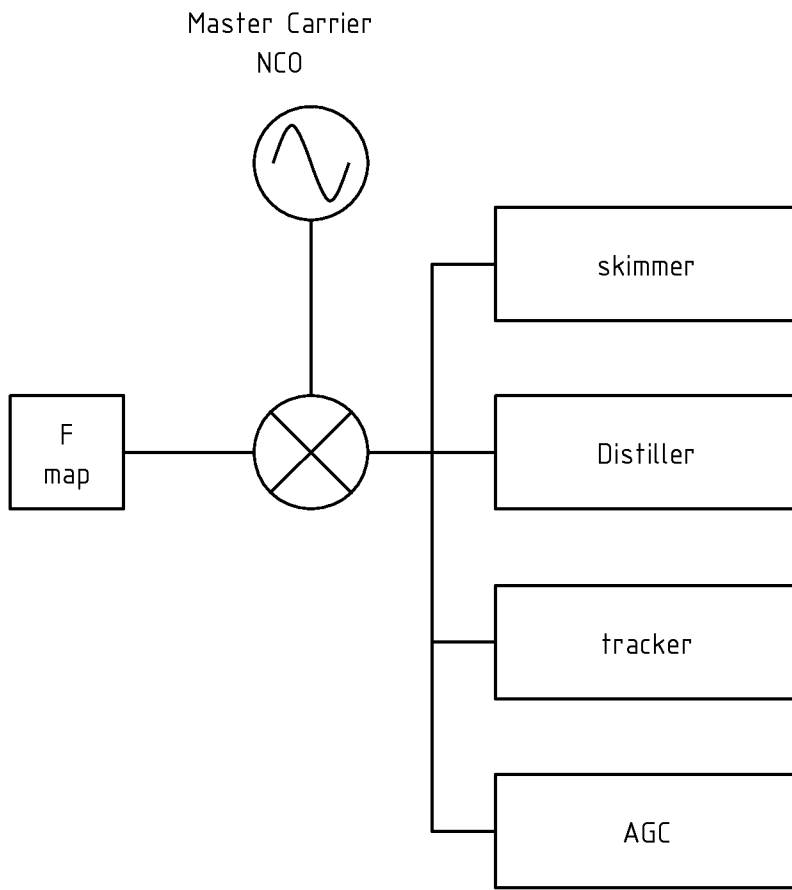 Master Carrier
NCO
skimmer
F
map
Distiller
tracker
AGC